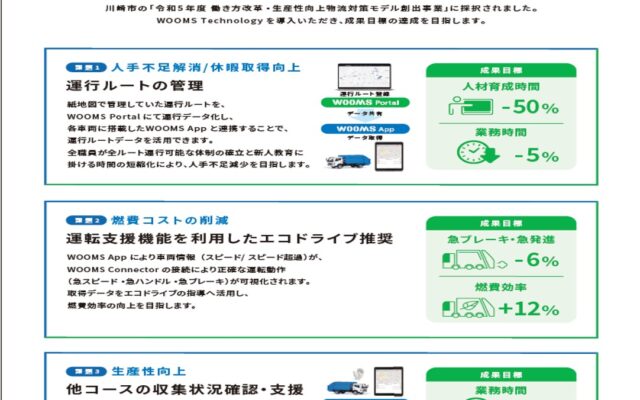 川崎市の「令和5年度 働き方改革・生産性向上物流対策モデル創出事業」に採択されました。
WOOMS Technologyを導入いただき、成果目標の達成を目指します。
課題1 人手不足解消/休暇取得向上
運行ルートの管理
紙地図で管理していた運行ルートを、
WOOMS Portal にて運行データ化し、
各車両に搭載したWOOMS App と連携することで、
運行ルートデータを活用できます。
全職員が全ルート運行可能な体制の確立と新人教育に
掛ける時間の短縮化により、人手不足減少を目指します。
運行ルート登録
WOOMS Portal
データ共有
WOOMS App
データ取得
成果目標
人材育成時間
-50%
業務時間
-5%
課題2 燃費コストの削減
運転支援機能を利用したエコドライブ推奨
WOOMS App により車両情報（スピード/ スピード超過）が、
WOOMS Connector の接続により正確な運転動作
（急スピード・急ハンドル・急ブレーキ）が可視化されます。
取得データをエコドライブの指導へ活用し、
燃費効率の向上を目指します。
成果目標
急ブレーキ・急発進
-6%
燃費効率
+12%
課題3 生産性向上
他コースの収集状況確認・支援
成果目標
業務時間